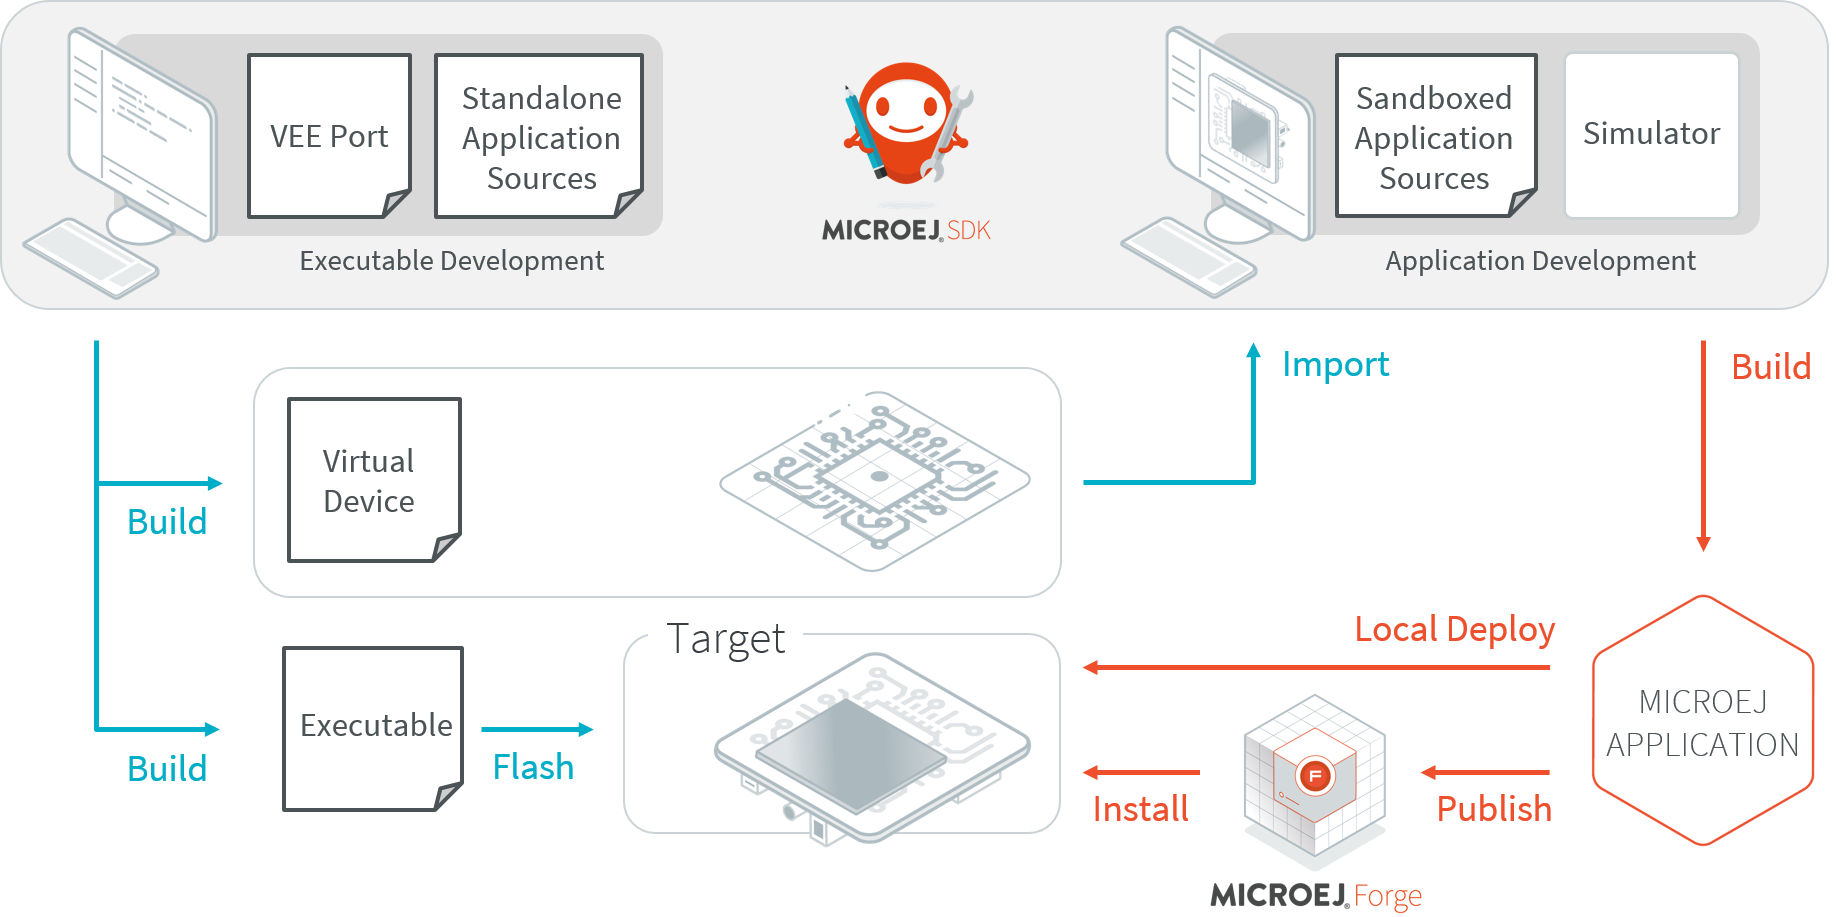 VEE Port
Standalone
Application
Sources
Executable Development
MICROEJ® SDK
Sandboxed
Application
Sources
Simulator
Application Development
Import
Build
Virtual
Device
Build
Target
Local Deploy
Executable
Build
Flash
MICROEJ
APPLICATION
F
Install
Publish
MICROEJ® Forge